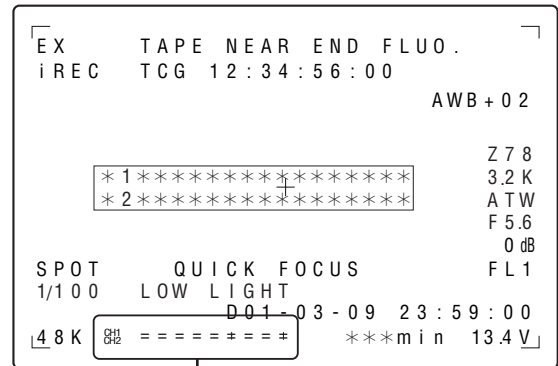 EX TAPE NEAR END FLUO.
iREC TCG 12:34:56:00
AWB+02
Z78
*1***************
3.2K
*2***************
ATW
F5.6
0dB
SPOT QUICK FOCUS FL1
1/100 LOW LIGHT
D01-03-09 23:59:00
48K CH1 CH2 ========= ***min 13.4V